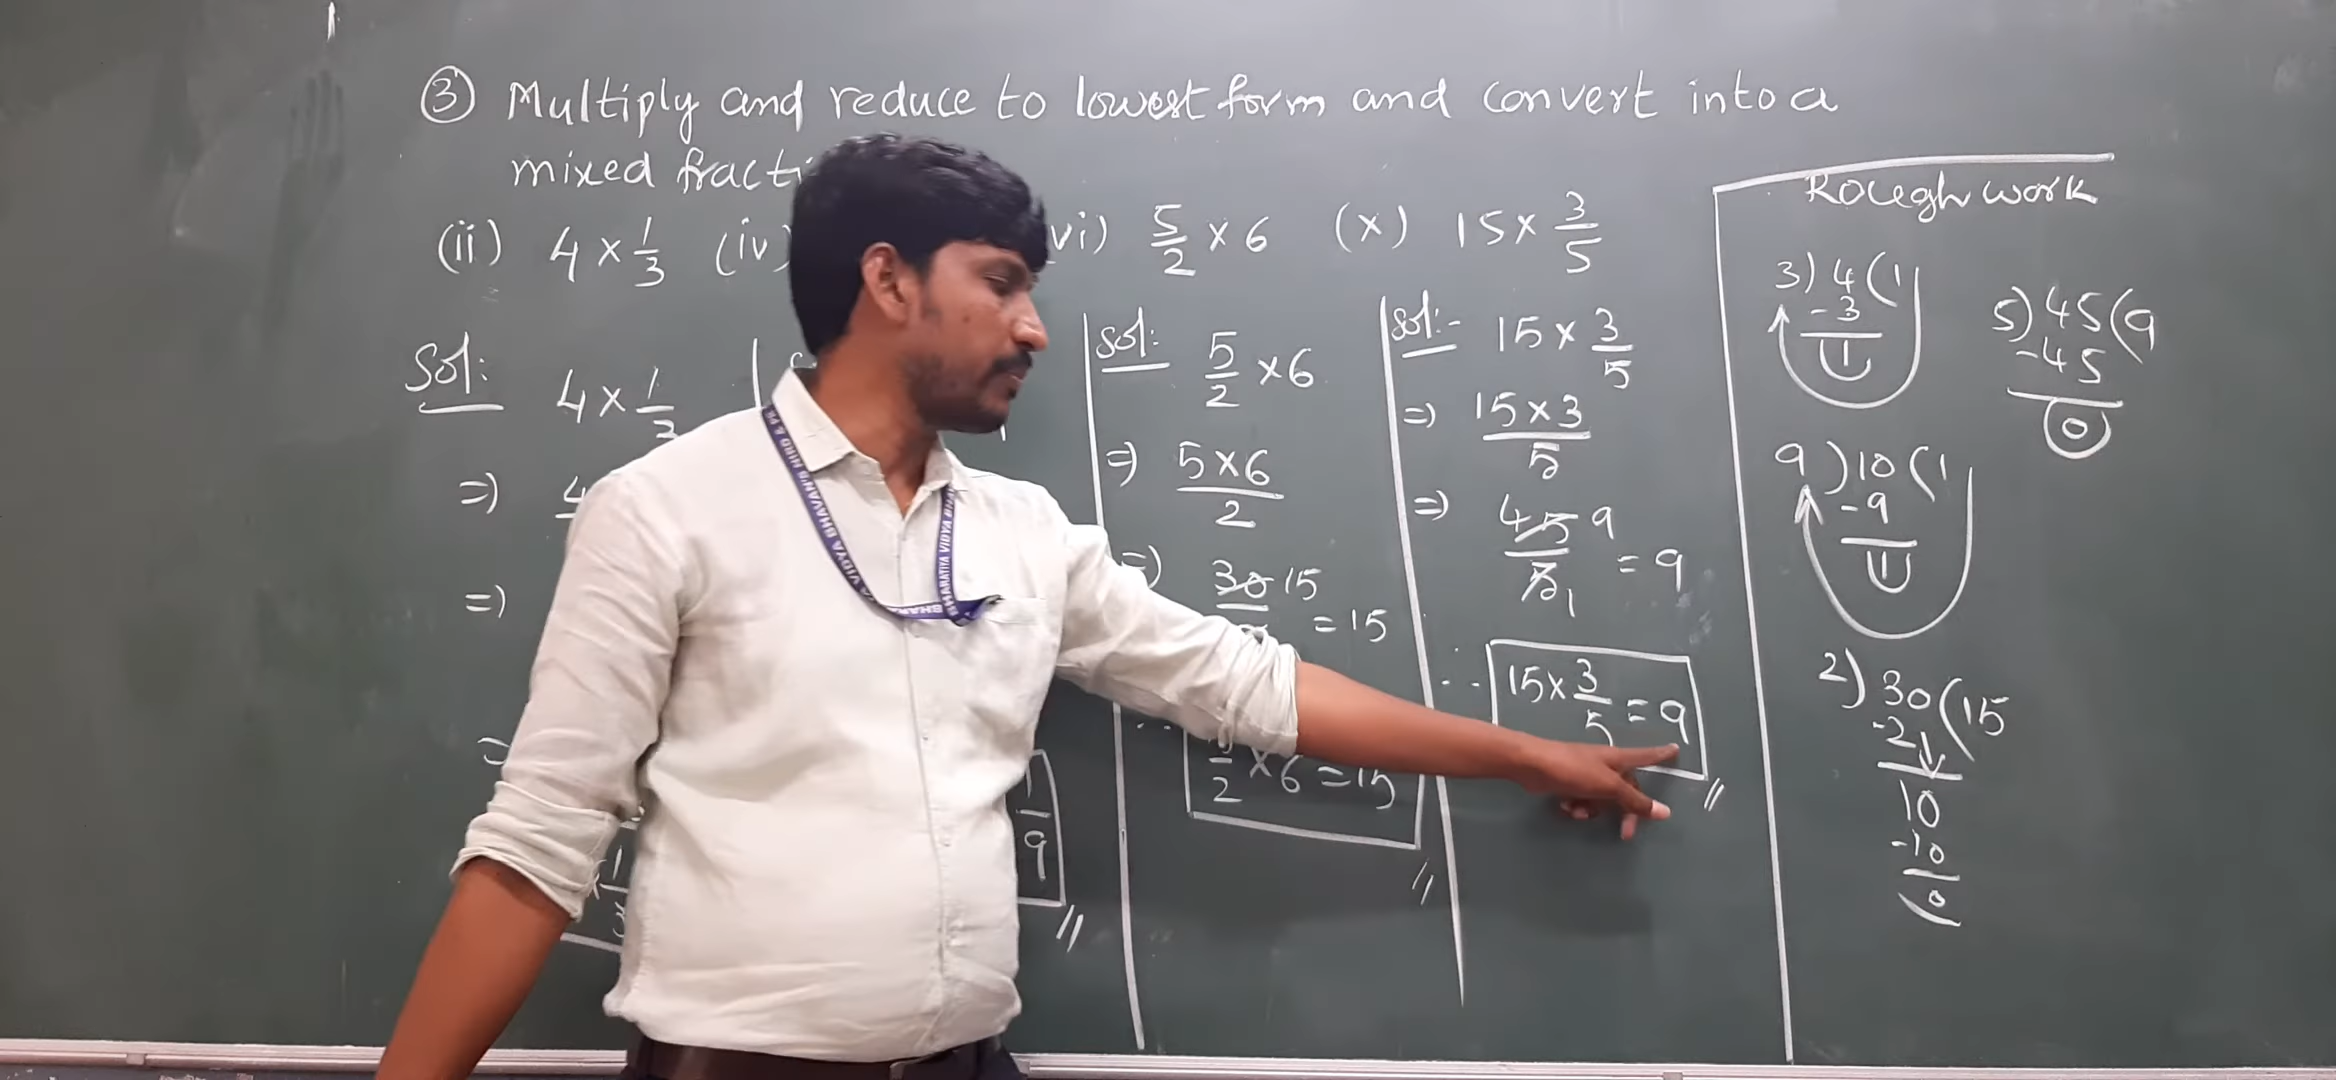 ③ Multiply and reduce to lowest form and convert into a
mixed
(ii) 4 × 1/3 (iv) vi) 5/2 × 6 (x) 15 × 3/5
Sol: 4 × 1/3
=) 4
=)
1/9
Sol: 5/2 × 6
=) 5 × 6 / 2
=) 30 15
= 15
5/2 × 6 = 15
Sol:- 15 × 3/5
=) 15 × 3 / 5
=) 45 9 / 5 1 = 9
∴ 15 × 3/5 = 9
Rough work
3) 4 (1
-3
1
9) 10 (1
-9
1
2) 30 (15
-2↓
10
-10
0
5) 45 (9
-45
0